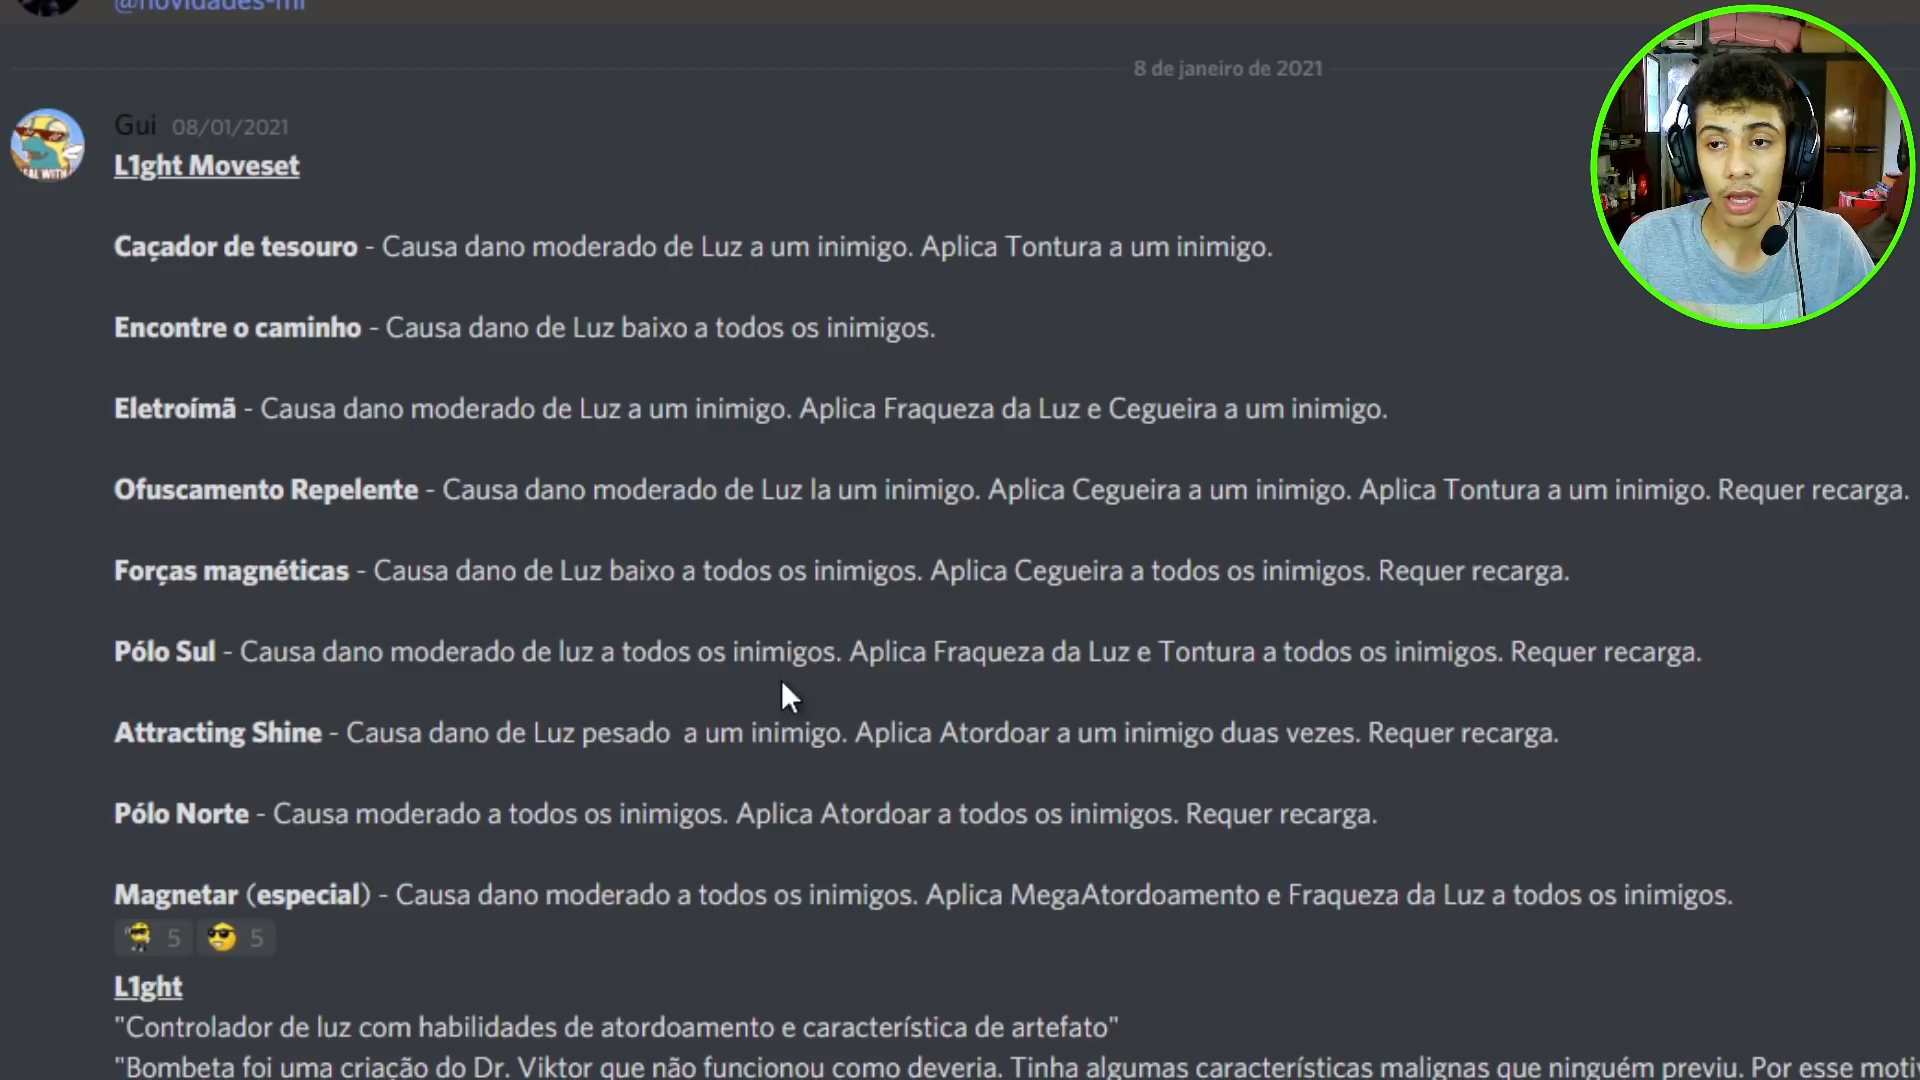 @novidades-ml
8 de janeiro de 2021
Gui 08/01/2021
L1ght Moveset
Caçador de tesouro - Causa dano moderado de Luz a um inimigo. Aplica Tontura a um inimigo.
Encontre o caminho - Causa dano de Luz baixo a todos os inimigos.
Eletroímã - Causa dano moderado de Luz a um inimigo. Aplica Fraqueza da Luz e Cegueira a um inimigo.
Ofuscamento Repelente - Causa dano moderado de Luz la um inimigo. Aplica Cegueira a um inimigo. Aplica Tontura a um inimigo. Requer recarga.
Forças magnéticas - Causa dano de Luz baixo a todos os inimigos. Aplica Cegueira a todos os inimigos. Requer recarga.
Pólo Sul - Causa dano moderado de luz a todos os inimigos. Aplica Fraqueza da Luz e Tontura a todos os inimigos. Requer recarga.
Attracting Shine - Causa dano de Luz pesado  a um inimigo. Aplica Atordoar a um inimigo duas vezes. Requer recarga.
Pólo Norte - Causa moderado a todos os inimigos. Aplica Atordoar a todos os inimigos. Requer recarga.
Magnetar (especial) - Causa dano moderado a todos os inimigos. Aplica MegaAtordoamento e Fraqueza da Luz a todos os inimigos.
5 5
L1ght
"Controlador de luz com habilidades de atordoamento e característica de artefato"
"Bombeta foi uma criação do Dr. Viktor que não funcionou como deveria. Tinha algumas características malignas que ninguém previu. Por esse